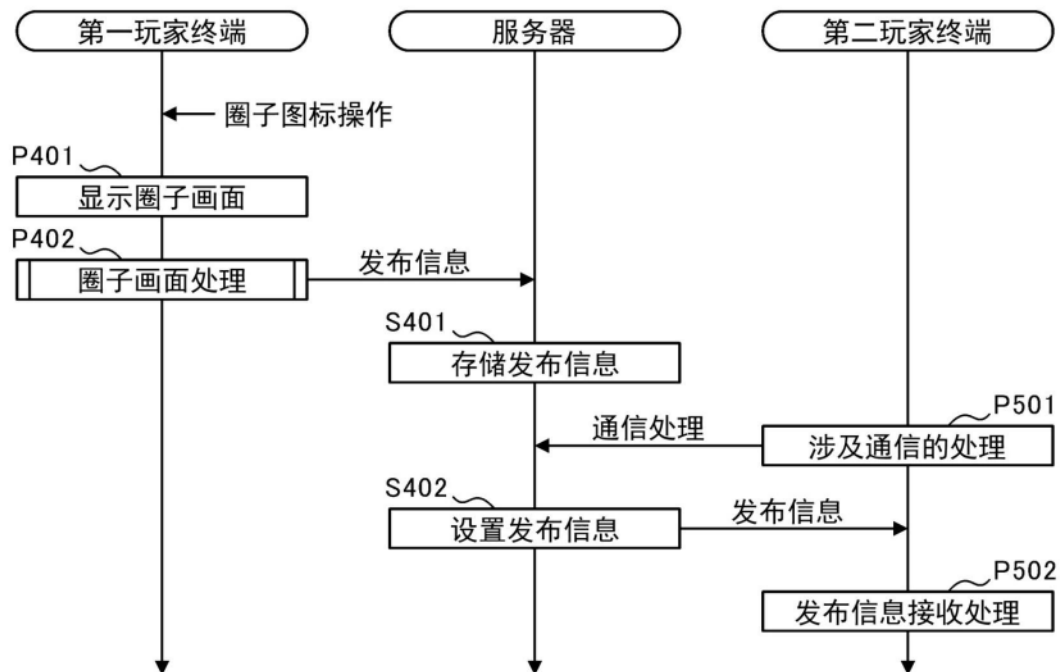 第一玩家终端
服务器
第二玩家终端
圈子图标操作
P401
显示圈子画面
P402
圈子画面处理
发布信息
S401
存储发布信息
P501
通信处理
涉及通信的处理
S402
设置发布信息
发布信息
P502
发布信息接收处理